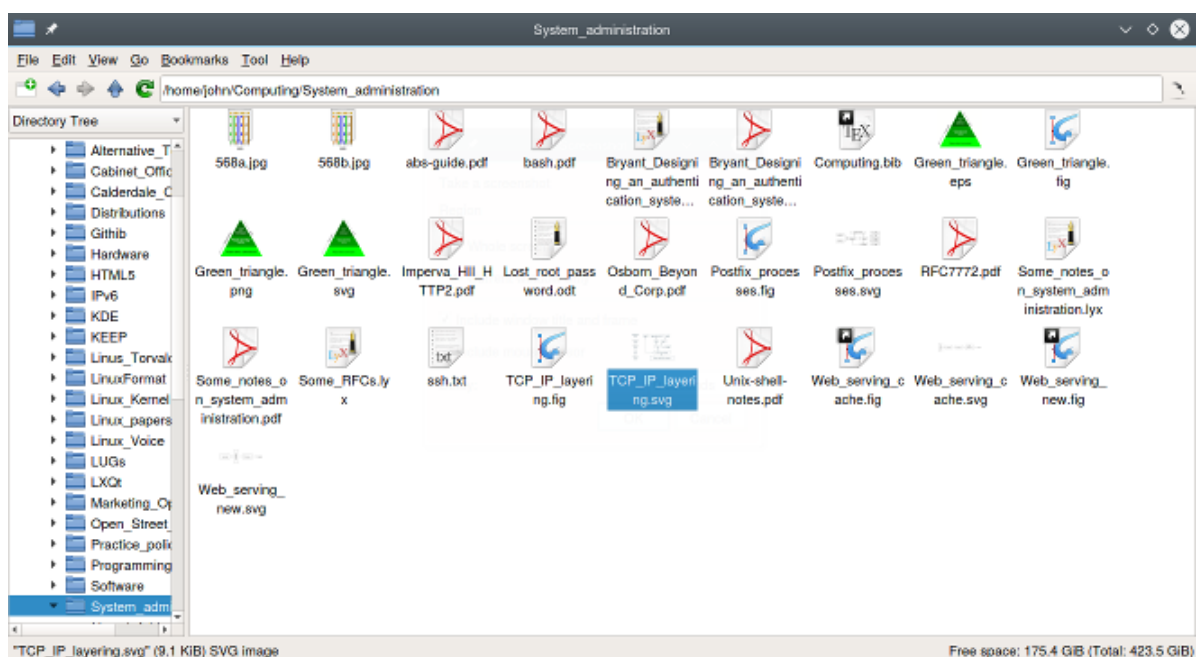 System_administration
File Edit View Go Bookmarks Tool Help
/home/john/Computing/System_administration
Directory Tree
Alternative_T
Cabinet_Offic
Calderdale_C
Distributions
Githib
Hardware
HTML5
IPv6
KDE
KEEP
Linus_Torvalc
LinuxFormat
Linux_Kernel
Linux_papers
Linux_Voice
LUGs
LXQt
Marketing_Op
Open_Street_
Practice_polic
Programming
Software
System_adm
568a.jpg 568b.jpg abs-guide.pdf bash.pdf Bryant_Designi Bryant_Designi Computing.bib Green_triangle. Green_triangle.
ng_an_authenti ng_an_authenti eps fig
cation_syste... cation_syste...
Green_triangle. Green_triangle. Imperva_HII_H Lost_root_pass Osborn_Beyon Postfix_proces Postfix_proces RFC7772.pdf Some_notes_o
png svg TTP2.pdf word.odt d_Corp.pdf ses.fig ses.svg n_system_adm
inistration.lyx
txt
Some_notes_o Some_RFCs.ly ssh.txt TCP_IP_layeri TCP_IP_layeri Unix-shell- Web_serving_c Web_serving_c Web_serving_
n_system_adm x ng.fig ng.svg notes.pdf ache.fig ache.svg new.fig
inistration.pdf
Web_serving_
new.svg
"TCP_IP_layering.svg" (9.1 KiB) SVG image Free space: 175.4 GiB (Total: 423.5 GiB)